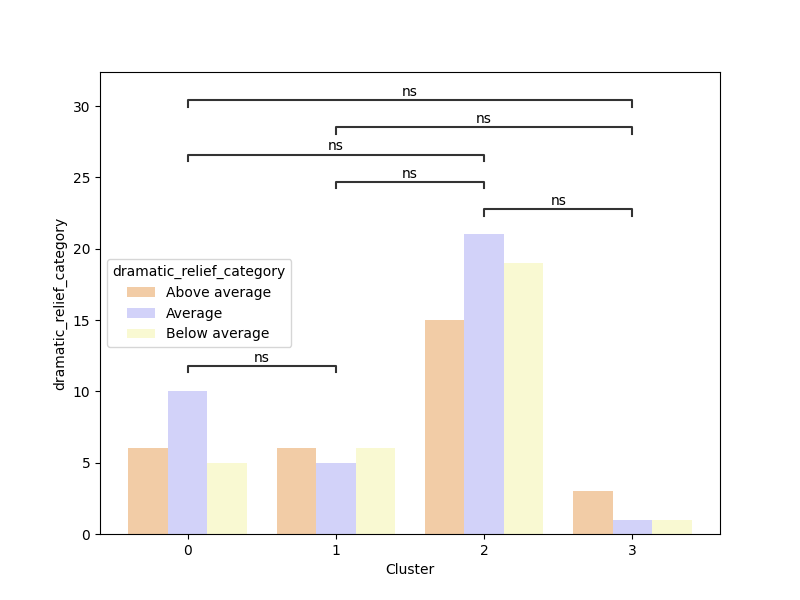 ns
ns
ns
ns
ns
ns
dramatic_relief_category
Above average
Average
Below average
dramatic_relief_category
30
25
20
15
10
5
0
0 1 2 3
Cluster